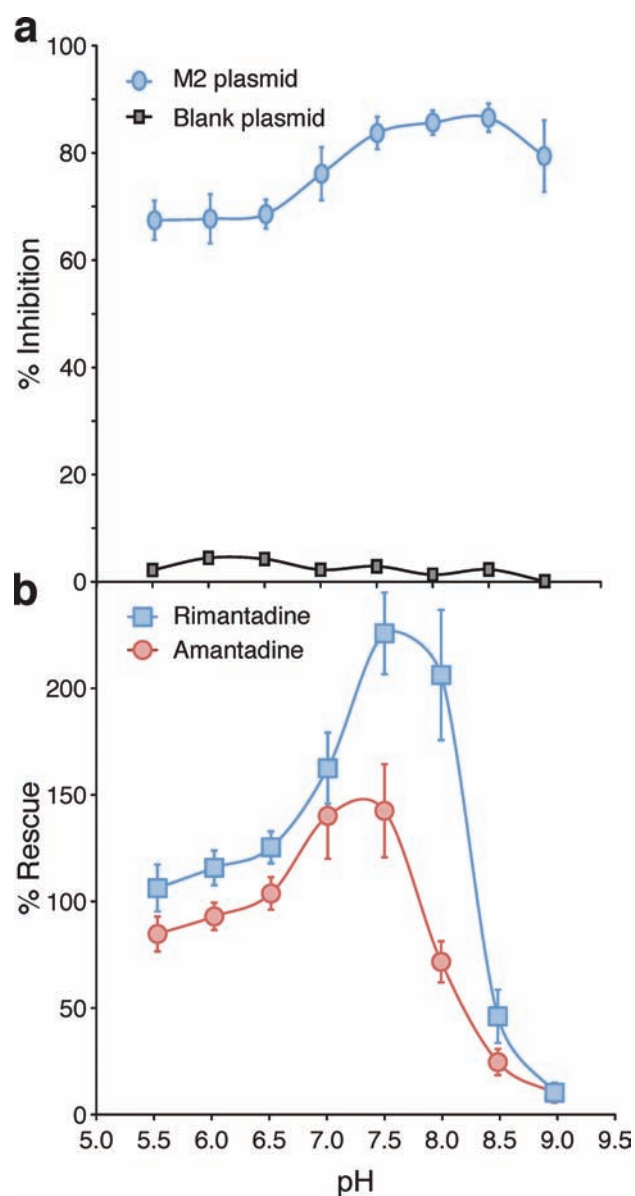 a
100
M2 plasmid
Blank plasmid
80
60
% Inhibition
40
20
0
b
Rimantadine
Amantadine
200
150
% Rescue
100
50
0
5.0 5.5 6.0 6.5 7.0 7.5 8.0 8.5 9.0 9.5
pH